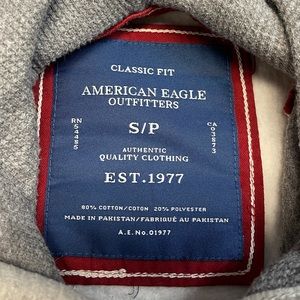 CLASSIC FIT
AMERICAN EAGLE
OUTFITTERS
RN
54485
S/P
CA
03873
AUTHENTIC
QUALITY CLOTHING
EST.1977
80% COTTON/COTON 20% POLYESTER
MADE IN PAKISTAN/FABRIQUÉ AU PAKISTAN
A.E.No.01977